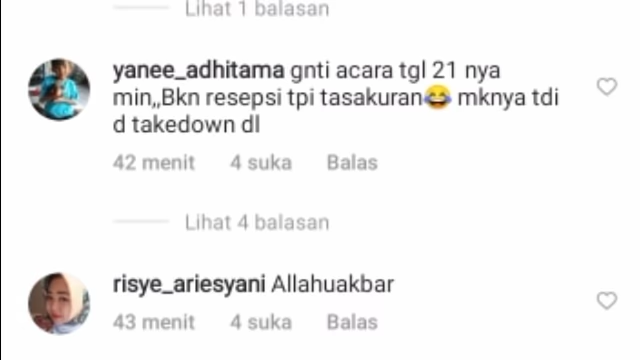 Lihat 1 balasan
yanee_adhitama gnti acara tgl 21 nya
min,,Bkn resepsi tpi tasakuran😂 mknya tdi
d takedown dl
42 menit 4 suka Balas
Lihat 4 balasan
risye_ariesyani Allahuakbar
43 menit 4 suka Balas